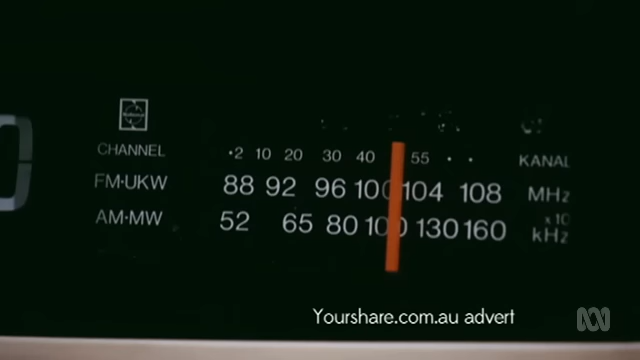 CHANNEL •2 10 20 30 40 55 • • KANAL
FM•UKW 88 92 96 100 104 108 MHz
AM•MW 52 65 80 100 130 160 x10 kHz
Yourshare.com.au advert